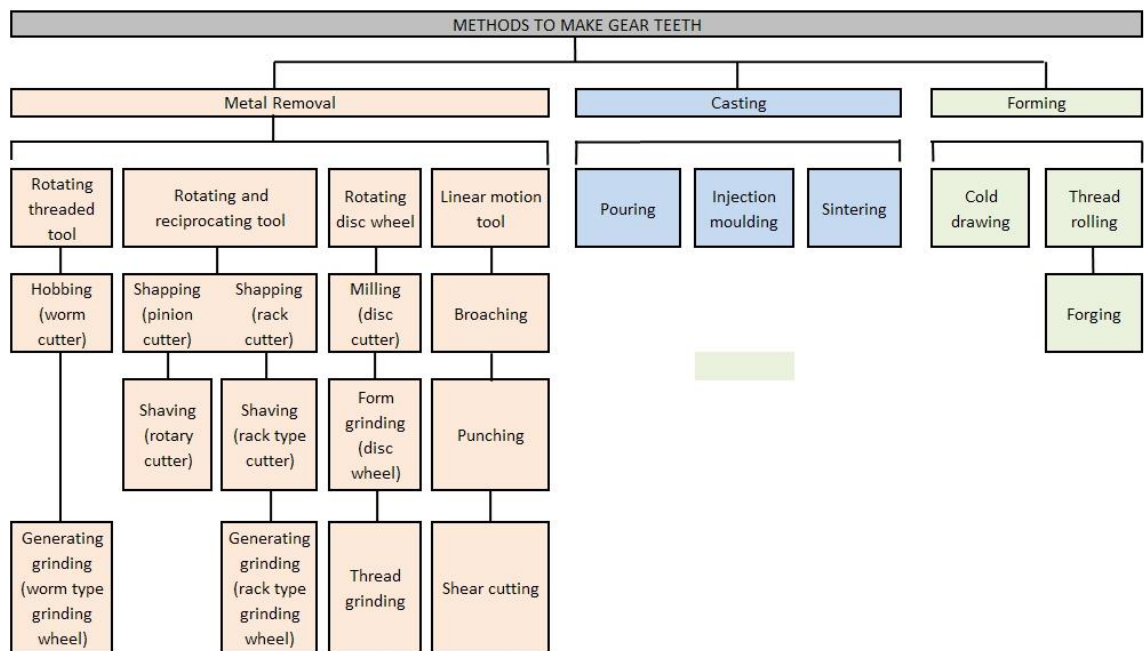 METHODS TO MAKE GEAR TEETH
Metal Removal
Casting
Forming
Rotating
threaded
tool
Rotating and
reciprocating tool
Rotating
disc wheel
Linear motion
tool
Pouring
Injection
moulding
Sintering
Cold
drawing
Thread
rolling
Hobbing
(worm
cutter)
Shapping
(pinion
cutter)
Shapping
(rack
cutter)
Milling
(disc
cutter)
Broaching
Forging
Shaving
(rotary
cutter)
Shaving
(rack type
cutter)
Form
grinding
(disc
wheel)
Punching
Generating
grinding
(worm type
grinding
wheel)
Generating
grinding
(rack type
grinding
wheel)
Thread
grinding
Shear cutting